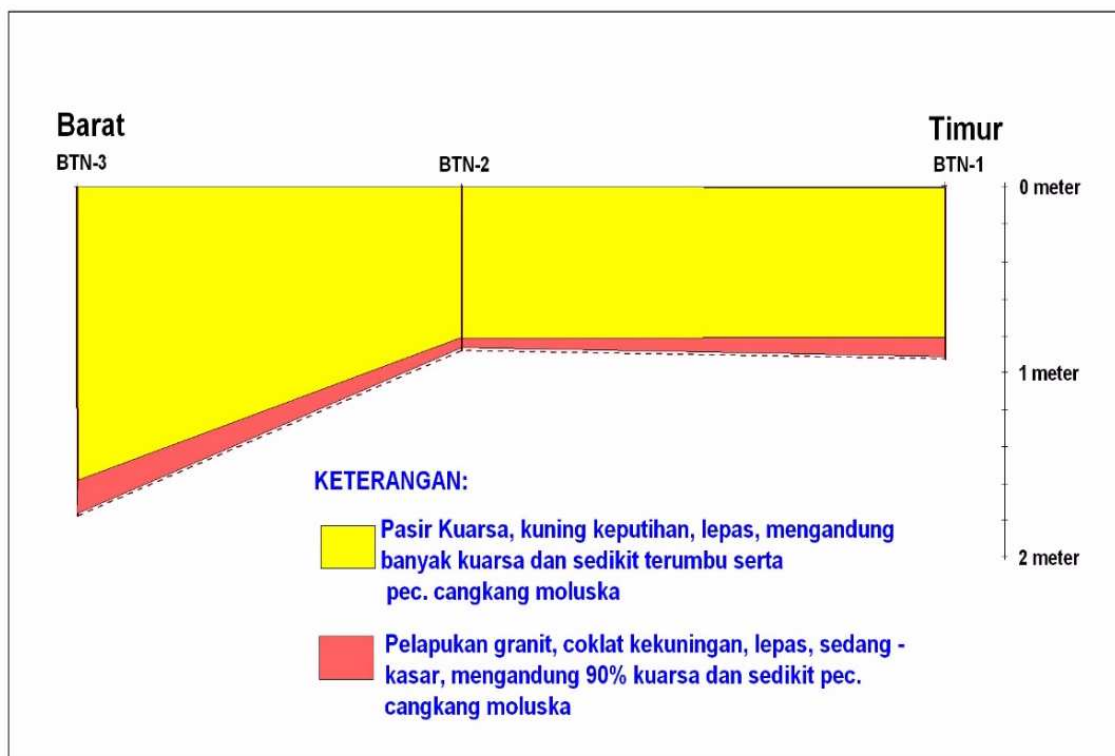 Barat
Timur
BTN-3
BTN-2
BTN-1
0 meter
1 meter
2 meter
KETERANGAN:
Pasir Kuarsa, kuning keputihan, lepas, mengandung
banyak kuarsa dan sedikit terumbu serta
pec. cangkang moluska
Pelapukan granit, coklat kekuningan, lepas, sedang -
kasar, mengandung 90% kuarsa dan sedikit pec.
cangkang moluska